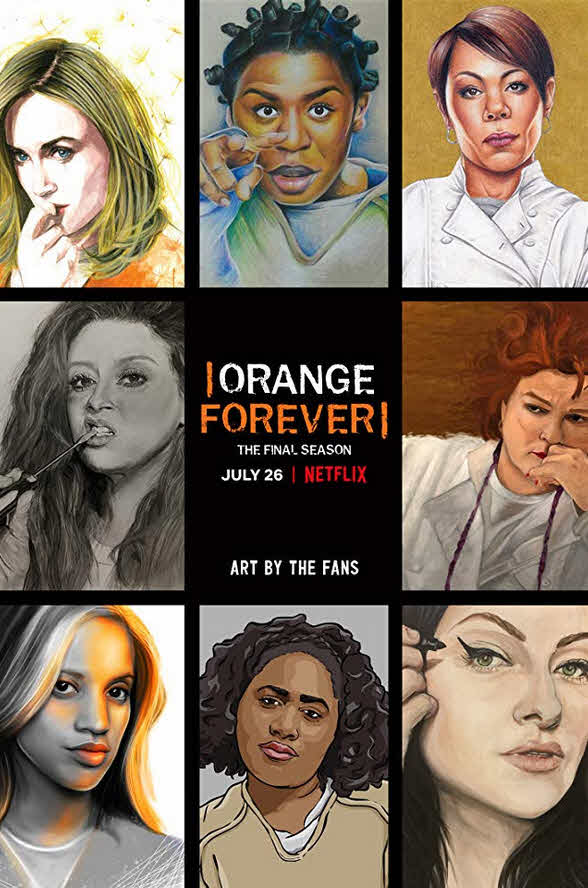 |ORANGE
FOREVER|
THE FINAL SEASON
JULY 26 | NETFLIX
ART BY THE FANS